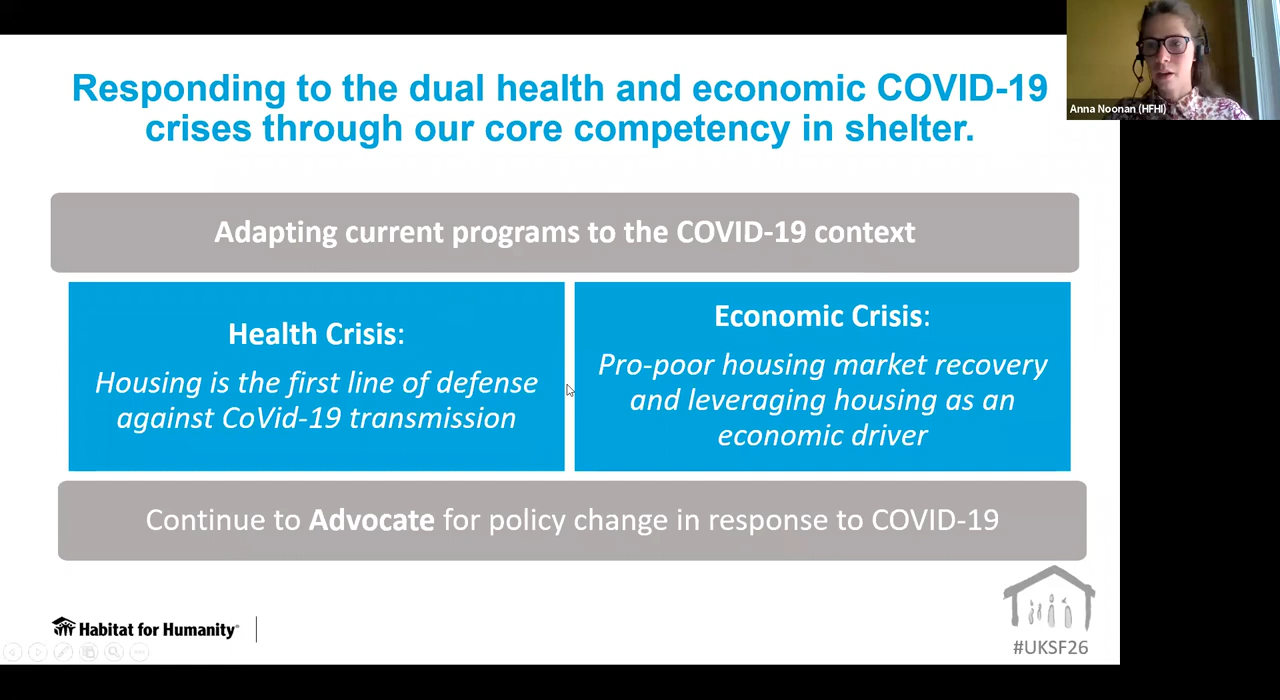 Responding to the dual health and economic COVID-19
crises through our core competency in shelter.
Anna Noonan (HFHI)
Adapting current programs to the COVID-19 context
Health Crisis:
Housing is the first line of defense
against CoVid-19 transmission
Economic Crisis:
Pro-poor housing market recovery
and leveraging housing as an
economic driver
Continue to Advocate for policy change in response to COVID-19
Habitat for Humanity®
#UKSF26